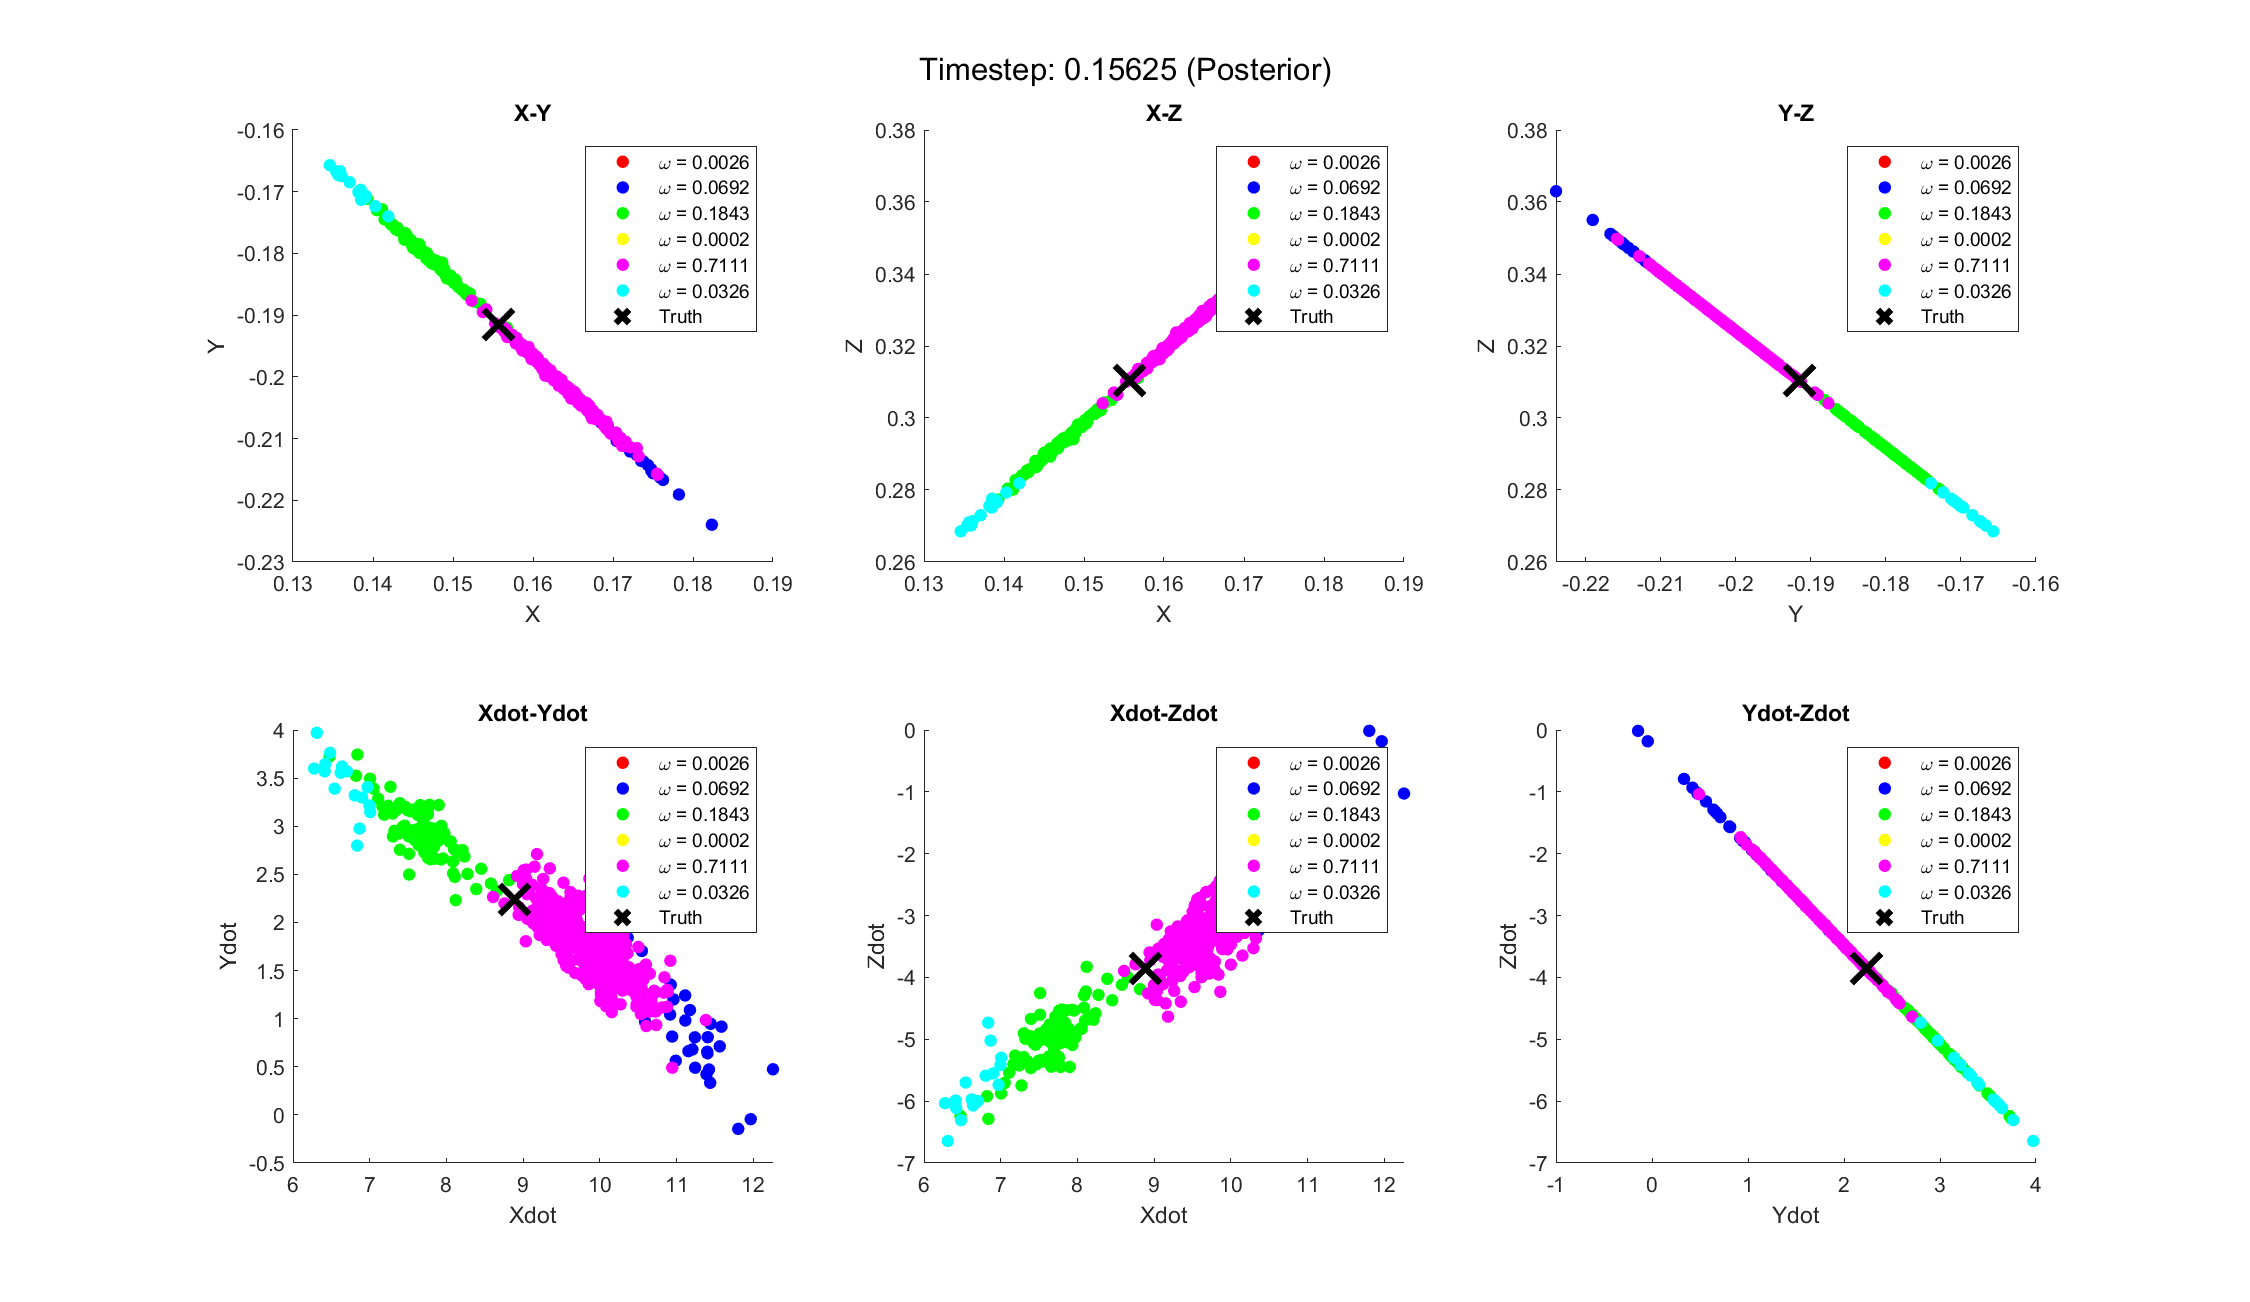 Timestep: 0.15625 (Posterior)
X-Y
-0.16
-0.17
-0.18
-0.19
-0.2
-0.21
-0.22
-0.23
0.13 0.14 0.15 0.16 0.17 0.18 0.19
X
Y
ω = 0.0026
ω = 0.0692
ω = 0.1843
ω = 0.0002
ω = 0.7111
ω = 0.0326
Truth
X-Z
0.38
0.36
0.34
0.32
0.3
0.28
0.26
0.13 0.14 0.15 0.16 0.17 0.18 0.19
X
Z
ω = 0.0026
ω = 0.0692
ω = 0.1843
ω = 0.0002
ω = 0.7111
ω = 0.0326
Truth
Y-Z
0.38
0.36
0.34
0.32
0.3
0.28
0.26
-0.22 -0.21 -0.2 -0.19 -0.18 -0.17 -0.16
Y
Z
ω = 0.0026
ω = 0.0692
ω = 0.1843
ω = 0.0002
ω = 0.7111
ω = 0.0326
Truth
Xdot-Ydot
4
3.5
3
2.5
2
1.5
1
0.5
0
-0.5
6 7 8 9 10 11 12
Xdot
Ydot
ω = 0.0026
ω = 0.0692
ω = 0.1843
ω = 0.0002
ω = 0.7111
ω = 0.0326
Truth
Xdot-Zdot
0
-1
-2
-3
-4
-5
-6
-7
6 7 8 9 10 11 12
Xdot
Zdot
ω = 0.0026
ω = 0.0692
ω = 0.1843
ω = 0.0002
ω = 0.7111
ω = 0.0326
Truth
Ydot-Zdot
0
-1
-2
-3
-4
-5
-6
-7
-1 0 1 2 3 4
Ydot
Zdot
ω = 0.0026
ω = 0.0692
ω = 0.1843
ω = 0.0002
ω = 0.7111
ω = 0.0326
Truth